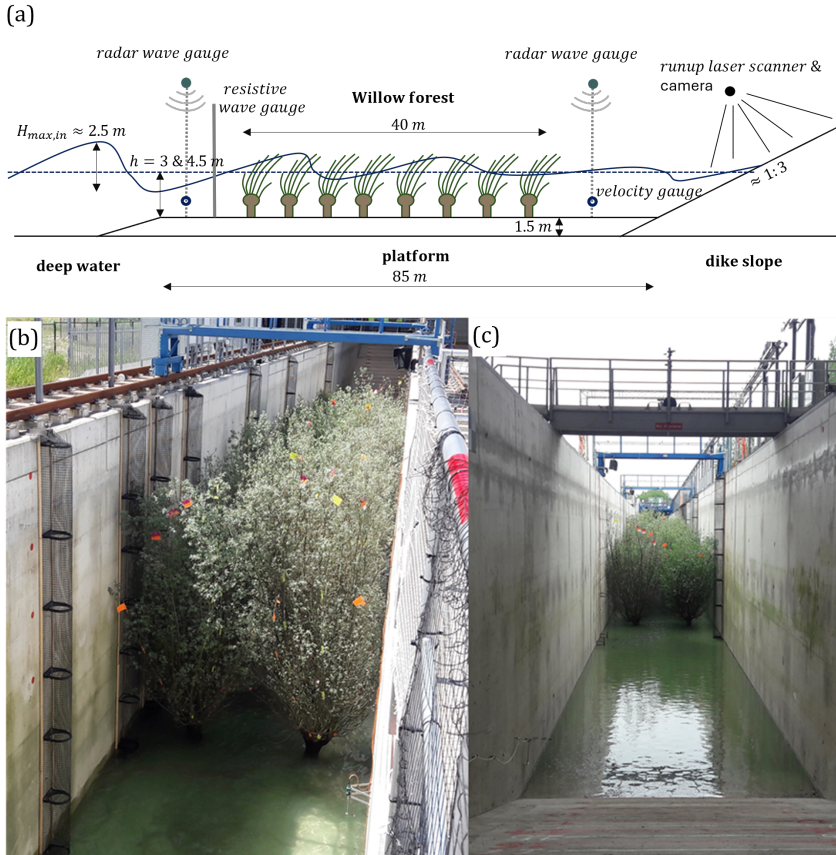 (a)
radar wave gauge
radar wave gauge
runup laser scanner &
camera
resistive
wave gauge
Willow forest
40 m
H_max,in ≈ 2.5 m
h = 3 & 4.5 m
velocity gauge
≈ 1:3
1.5 m
deep water
platform
dike slope
85 m
(b)
(c)